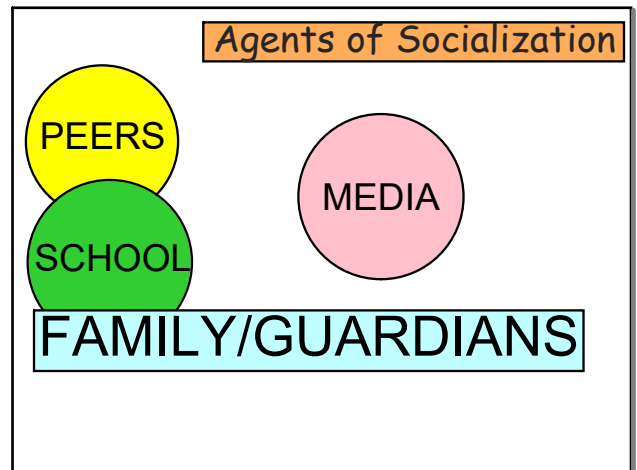 Agents of Socialization
PEERS
MEDIA
SCHOOL
FAMILY/GUARDIANS